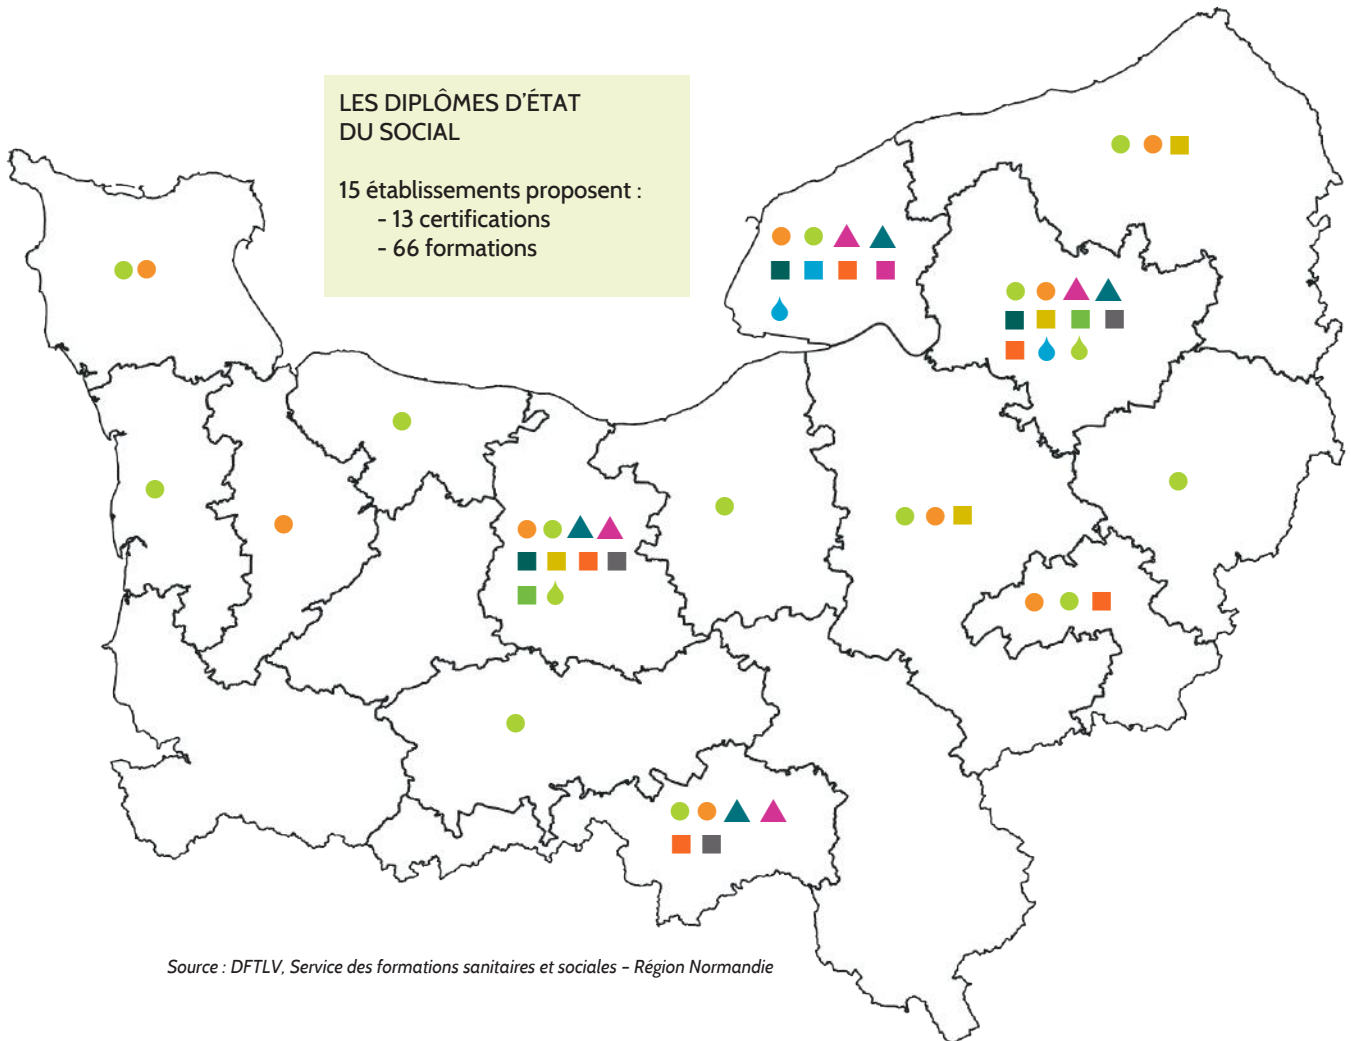 LES DIPLÔMES D'ÉTAT
DU SOCIAL
15 établissements proposent :
- 13 certifications
- 66 formations
Source : DFTLV, Service des formations sanitaires et sociales – Région Normandie